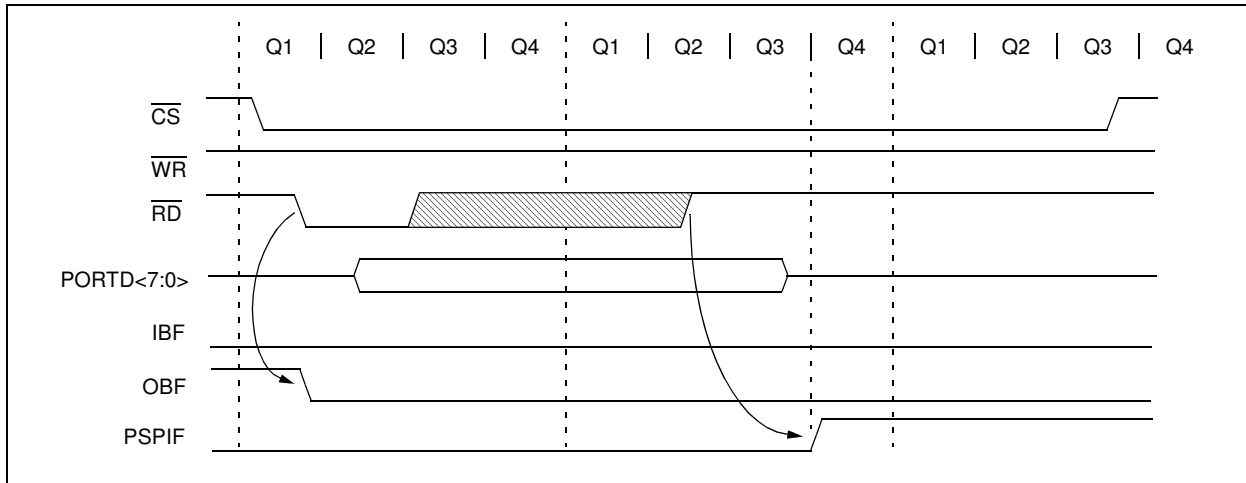 Q1 | Q2 | Q3 | Q4 | Q1 | Q2 | Q3 | Q4 | Q1 | Q2 | Q3 | Q4
CS
WR
RD
PORTD<7:0>
IBF
OBF
PSPIF